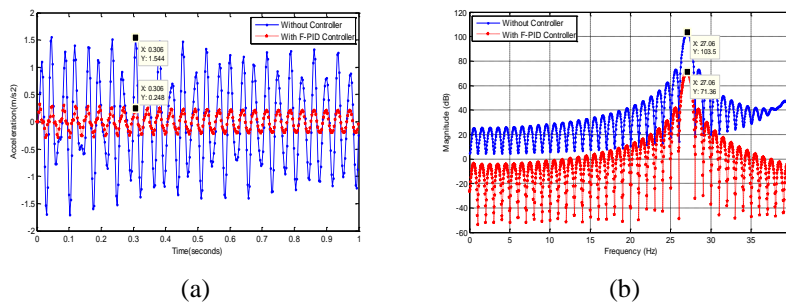 2
1.5
1
0.5
0
-0.5
-1
-1.5
-2
0 0.1 0.2 0.3 0.4 0.5 0.6 0.7 0.8 0.9 1
Acceleration(m/s2)
Time(seconds)
Without Controller
With F-PID Controller
X: 0.306
Y: 1.544
X: 0.306
Y: 0.248
(a)
120
100
80
60
40
20
0
-20
-40
-60
0 5 10 15 20 25 30 35
Magnitude (dB)
Frequency (Hz)
Without Controller
With F-PID Controller
X: 27.06
Y: 103.5
X: 27.06
Y: 71.36
(b)